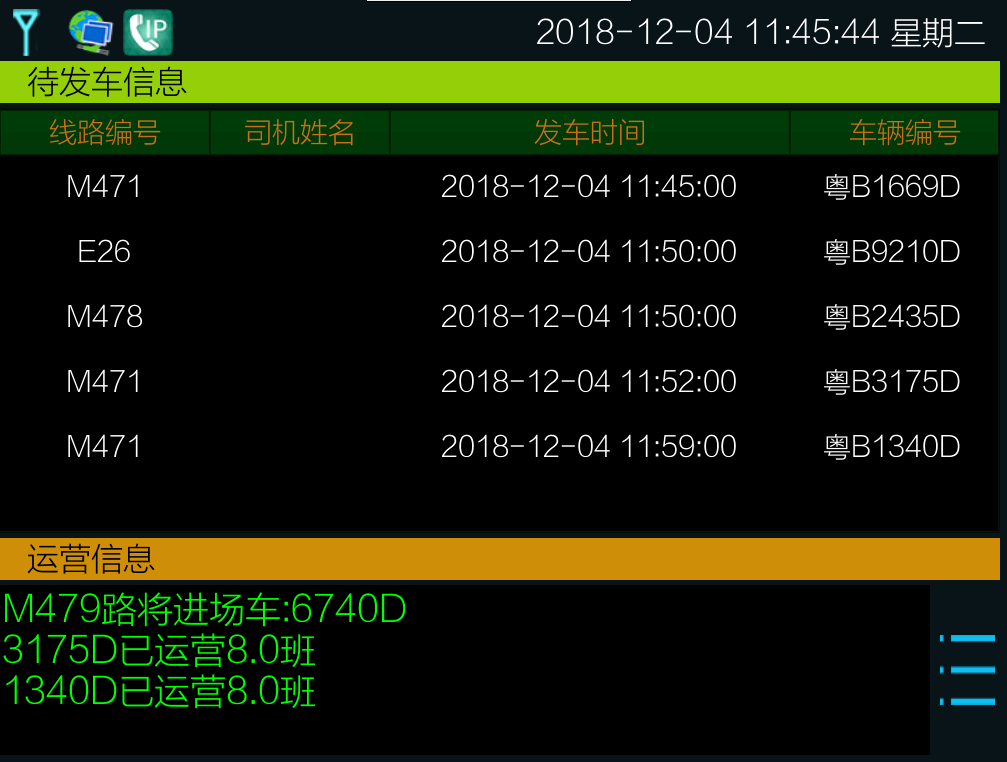 IP
2018-12-04 11:45:44 星期二
待发车信息
线路编号 司机姓名 发车时间 车辆编号
M471 2018-12-04 11:45:00 粤B1669D
E26 2018-12-04 11:50:00 粤B9210D
M478 2018-12-04 11:50:00 粤B2435D
M471 2018-12-04 11:52:00 粤B3175D
M471 2018-12-04 11:59:00 粤B1340D
运营信息
M479路将进场车:6740D
3175D已运营8.0班
1340D已运营8.0班